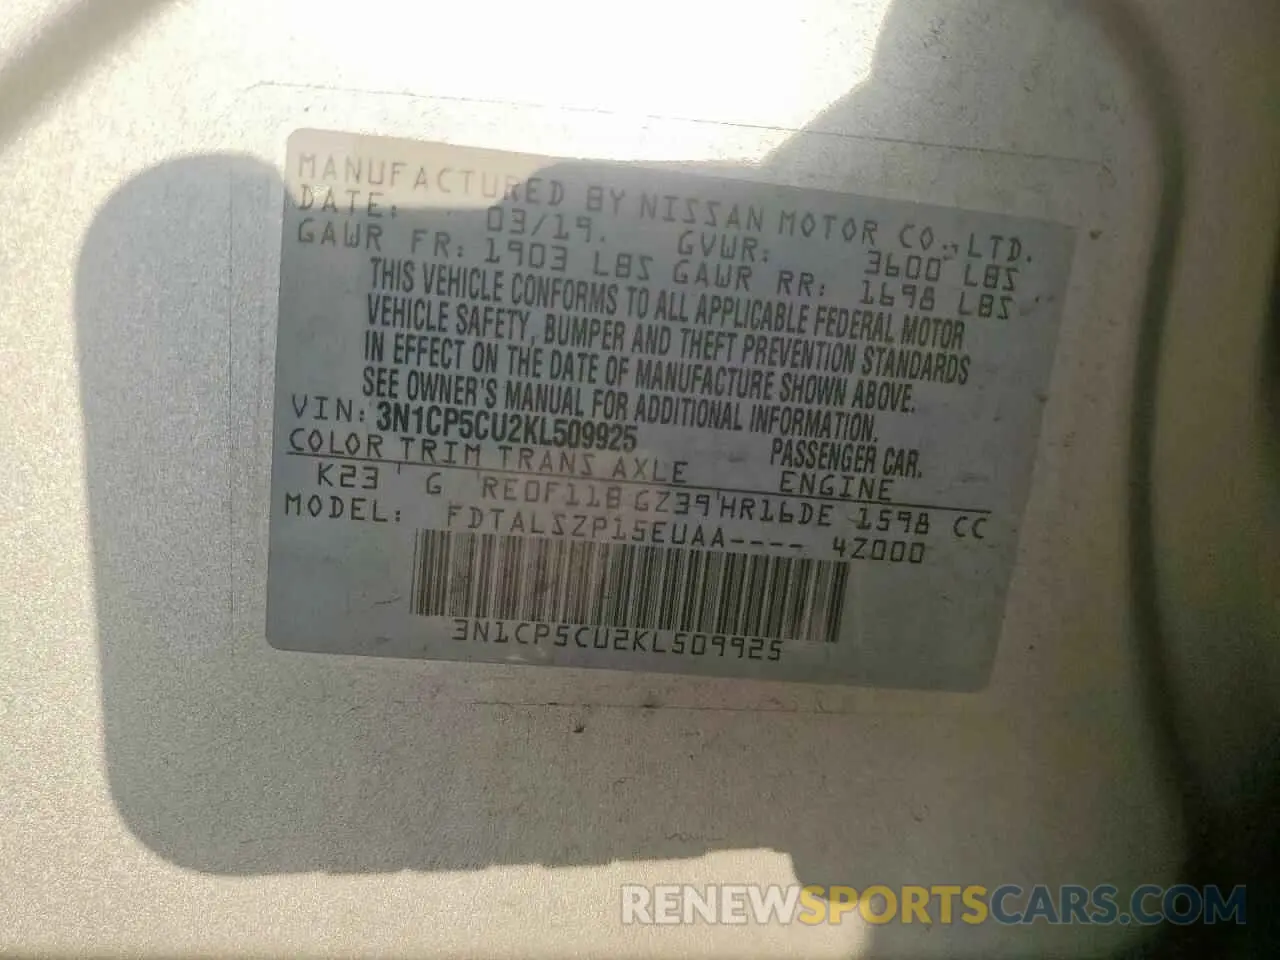 MANUFACTURED BY NISSAN MOTOR CO., LTD.
DATE: 03/19. GVWR: 3600 LBS
GAWR FR: 1903 LBS GAWR RR: 1698 LBS
THIS VEHICLE CONFORMS TO ALL APPLICABLE FEDERAL MOTOR
VEHICLE SAFETY, BUMPER AND THEFT PREVENTION STANDARDS
IN EFFECT ON THE DATE OF MANUFACTURE SHOWN ABOVE.
SEE OWNER'S MANUAL FOR ADDITIONAL INFORMATION.
VIN: 3N1CP5CU2KL509925 PASSENGER CAR.
COLOR TRIM TRANS AXLE ENGINE
K23 G RE0F11B GZ39 HR16DE 1598 CC
MODEL: FDTALSZP15EUAA---- 4Z000
3N1CP5CU2KL509925
RENEWSPORTSCARS.COM